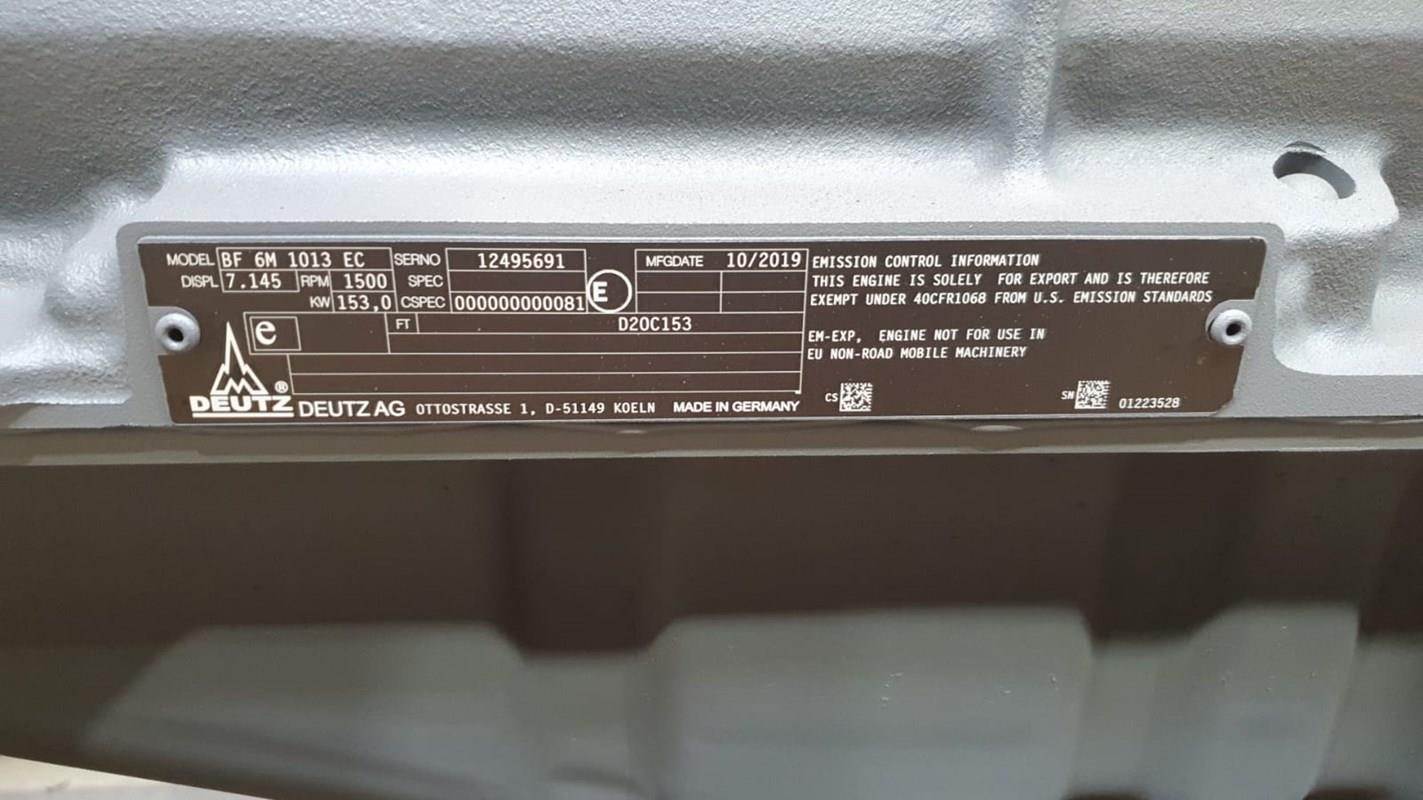 MODEL BF 6M 1013 EC SERNO 12495691 MFGDATE 10/2019
DISPL 7.145 RPM 1500 SPEC
KW 153,0 CSPEC 000000000081 E
e FT D20C153
DEUTZ ® DEUTZ AG OTTOSTRASSE 1, D-51149 KOELN MADE IN GERMANY
EMISSION CONTROL INFORMATION
THIS ENGINE IS SOLELY FOR EXPORT AND IS THEREFORE
EXEMPT UNDER 40CFR1068 FROM U.S. EMISSION STANDARDS
EM-EXP, ENGINE NOT FOR USE IN
EU NON-ROAD MOBILE MACHINERY
CS SN 01223528